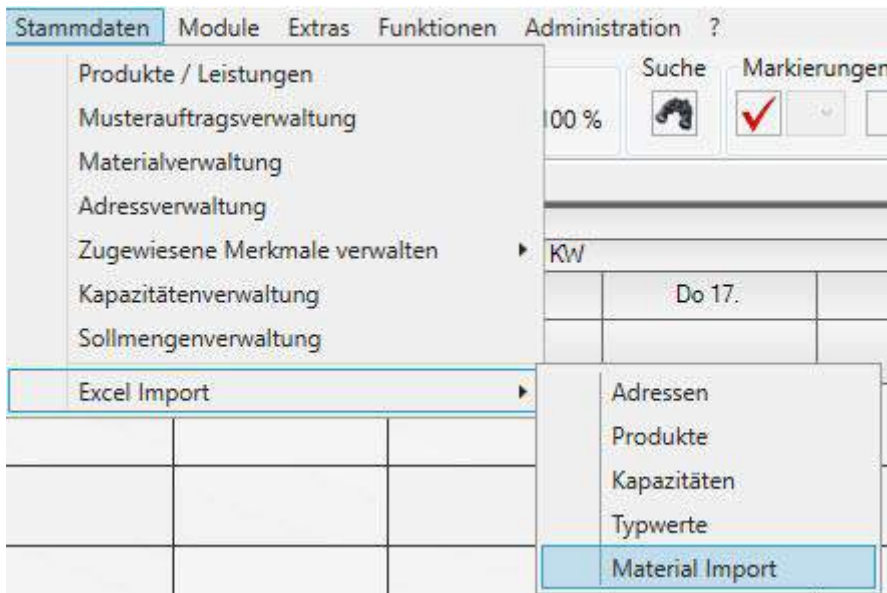 Stammdaten Module Extras Funktionen Administration ?
Produkte / Leistungen
Musterauftragsverwaltung
Materialverwaltung
Adressverwaltung
Zugewiesene Merkmale verwalten
Kapazitätenverwaltung
Sollmengenverwaltung
Excel Import
Suche Markierungen
100 %
KW
Do 17.
Adressen
Produkte
Kapazitäten
Typwerte
Material Import